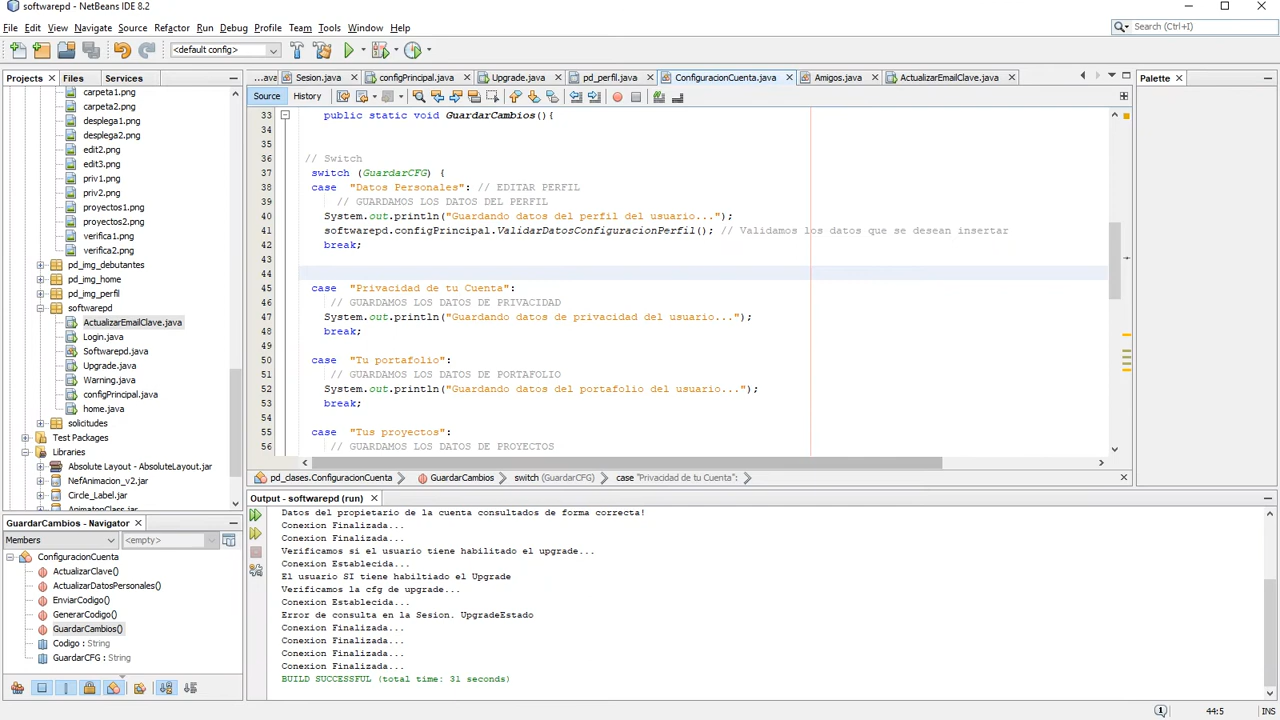 softwarepd - NetBeans IDE 8.2
File Edit View Navigate Source Refactor Run Debug Profile Team Tools Window Help
Search (Ctrl+I)
<default config>
Projects Files Services
...ava Sesion.java configPrincipal.java Upgrade.java pd_perfil.java ConfiguracionCuenta.java Amigos.java ActualizarEmailClave.java
Palette
Source History
carpeta1.png
carpeta2.png
desplega1.png
desplega2.png
edit2.png
edit3.png
priv1.png
priv2.png
proyectos1.png
proyectos2.png
verifica1.png
verifica2.png
pd_img_debutantes
pd_img_home
pd_img_perfil
softwarepd
ActualizarEmailClave.java
Login.java
Softwarepd.java
Upgrade.java
Warning.java
configPrincipal.java
home.java
solicitudes
Test Packages
Libraries
Absolute Layout - AbsoluteLayout.jar
NefAnimacion_v2.jar
Circle_Label.jar
AnimatonClass.jar
33 public static void GuardarCambios(){
34
35
36 // Switch
37 switch (GuardarCFG) {
38 case "Datos Personales": // EDITAR PERFIL
39 // GUARDAMOS LOS DATOS DEL PERFIL
40 System.out.println("Guardando datos del perfil del usuario...");
41 softwarepd.configPrincipal.ValidarDatosConfiguracionPerfil(); // Validamos los datos que se desean insertar
42 break;
43
44
45 case "Privacidad de tu Cuenta":
46 // GUARDAMOS LOS DATOS DE PRIVACIDAD
47 System.out.println("Guardando datos de privacidad del usuario...");
48 break;
49
50 case "Tu portafolio":
51 // GUARDAMOS LOS DATOS DE PORTAFOLIO
52 System.out.println("Guardando datos del portafolio del usuario...");
53 break;
54
55 case "Tus proyectos":
56 // GUARDAMOS LOS DATOS DE PROYECTOS
pd_clases.ConfiguracionCuenta GuardarCambios switch (GuardarCFG) case "Privacidad de tu Cuenta":
GuardarCambios - Navigator
Members <empty>
ConfiguracionCuenta
ActualizarClave()
ActualizarDatosPersonales()
EnviarCodigo()
GenerarCodigo()
GuardarCambios()
Codigo : String
GuardarCFG : String
Output - softwarepd (run)
Datos del propietario de la cuenta consultados de forma correcta!
Conexion Finalizada...
Conexion Finalizada...
Verificamos si el usuario tiene habilitado el upgrade...
Conexion Establecida...
El usuario SI tiene habiltiado el Upgrade
Verificamos la cfg de upgrade...
Conexion Establecida...
Error de consulta en la Sesion. UpgradeEstado
Conexion Finalizada...
Conexion Finalizada...
Conexion Finalizada...
Conexion Finalizada...
BUILD SUCCESSFUL (total time: 31 seconds)
44:5 INS